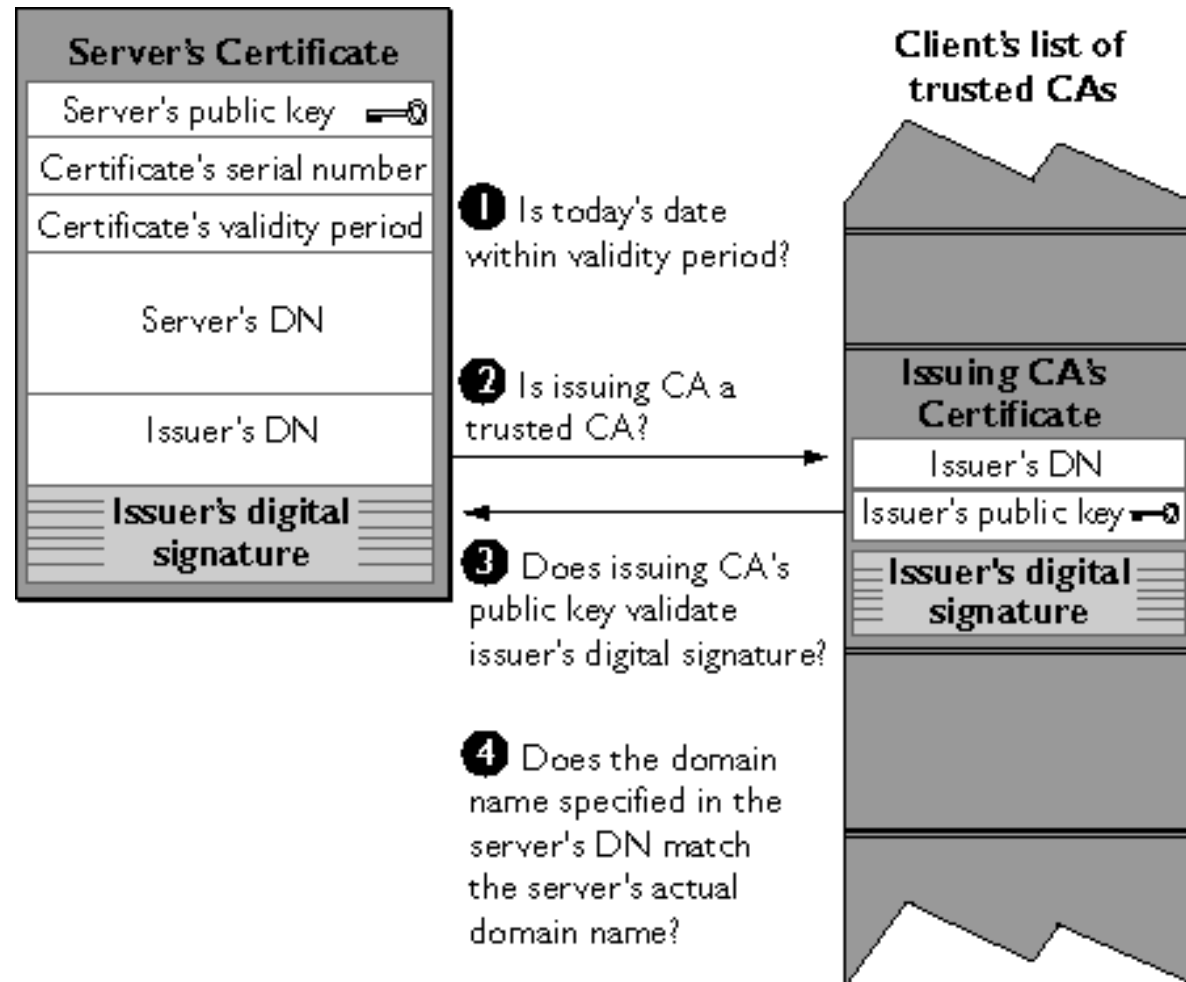 Server's Certificate
Server's public key
Certificate's serial number
Certificate's validity period
Server's DN
Issuer's DN
Issuer's digital
signature
1 Is today's date
within validity period?
2 Is issuing CA a
trusted CA?
3 Does issuing CA's
public key validate
issuer's digital signature?
4 Does the domain
name specified in the
server's DN match
the server's actual
domain name?
Client's list of
trusted CAs
Issuing CA's
Certificate
Issuer's DN
Issuer's public key
Issuer's digital
signature